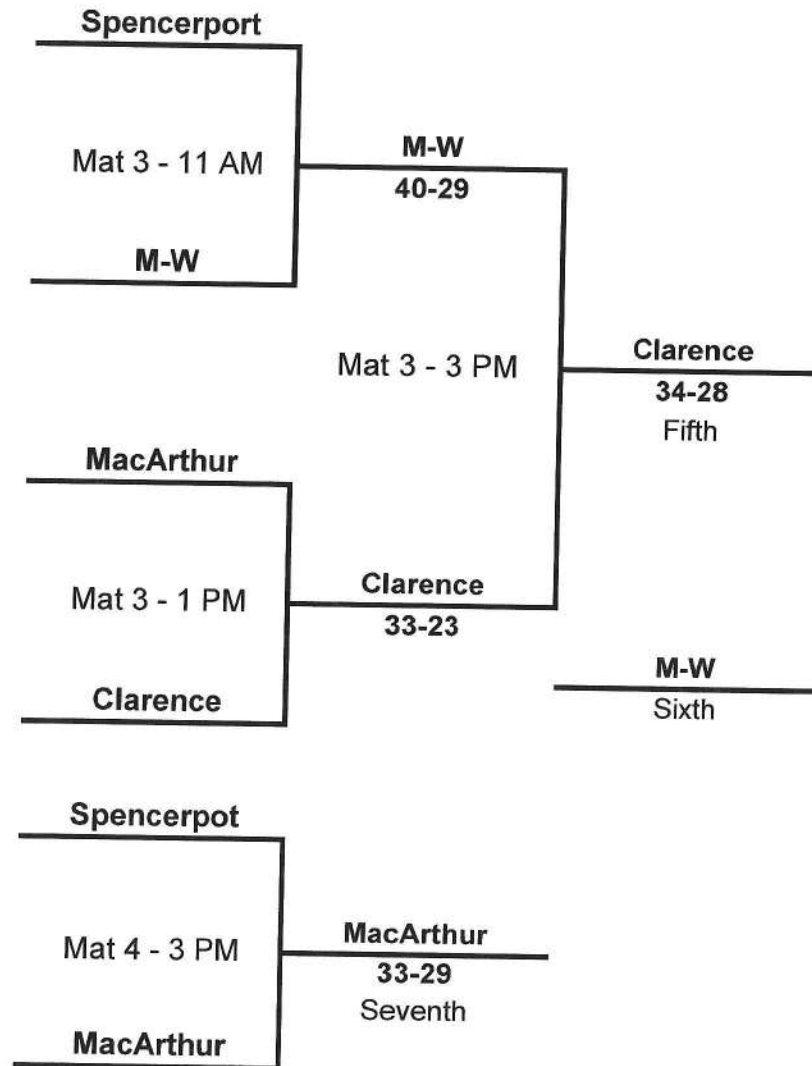 Spencerport
Mat 3 - 11 AM
M-W
40-29
M-W
Mat 3 - 3 PM
Clarence
34-28
Fifth
MacArthur
Mat 3 - 1 PM
Clarence
33-23
Clarence
M-W
Sixth
Spencerpot
Mat 4 - 3 PM
MacArthur
33-29
Seventh
MacArthur